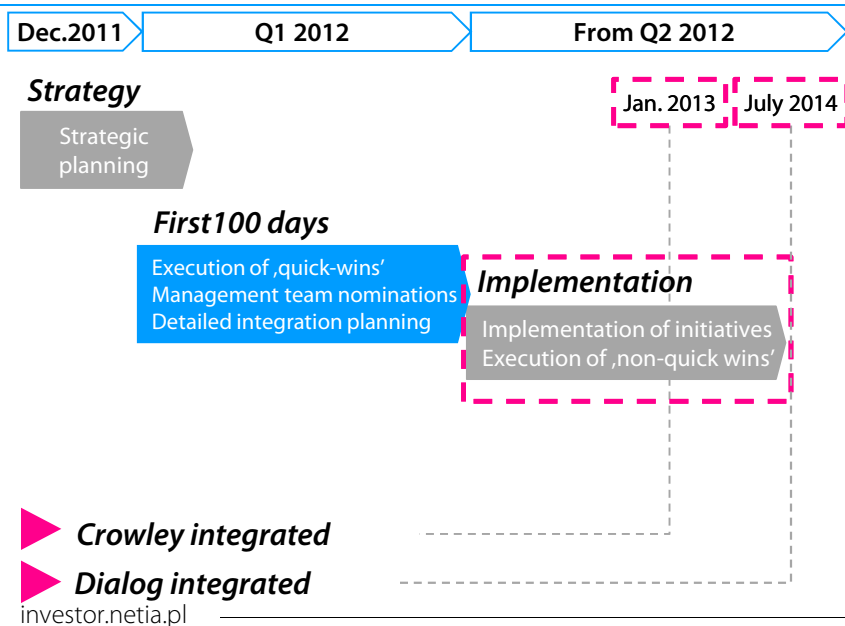 Dec.2011
Q1 2012
From Q2 2012
Strategy
Jan. 2013
July 2014
Strategic
planning
First100 days
Execution of ‚quick-wins’
Management team nominations
Detailed integration planning
Implementation
Implementation of initiatives
Execution of ‚non-quick wins’
Crowley integrated
Dialog integrated
investor.netia.pl